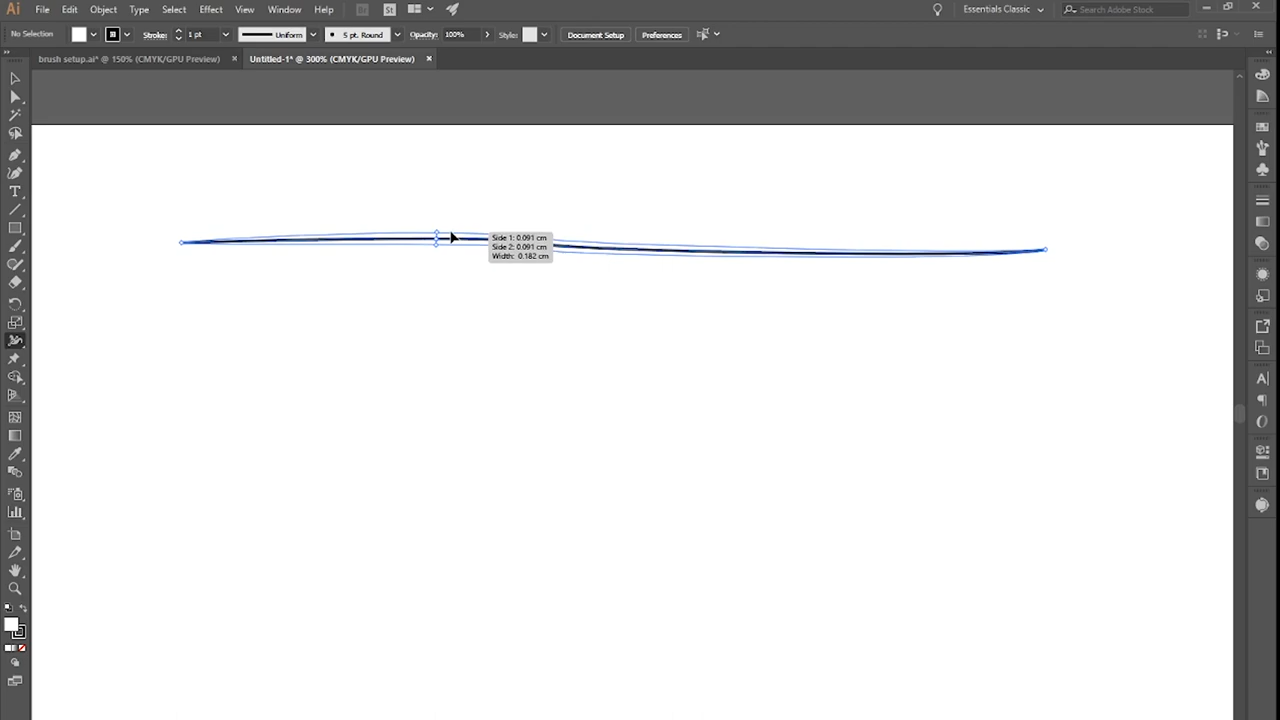 Ai File Edit Object Type Select Effect View Window Help Br St Essentials Classic Search Adobe Stock
No Selection Stroke: 1 pt Uniform 5 pt. Round Opacity: 100% Style: Document Setup Preferences
brush setup.ai* @ 150% (CMYK/GPU Preview) × Untitled-1* @ 300% (CMYK/GPU Preview) ×
Side 1: 0.091 cm
Side 2: 0.091 cm
Width: 0.182 cm